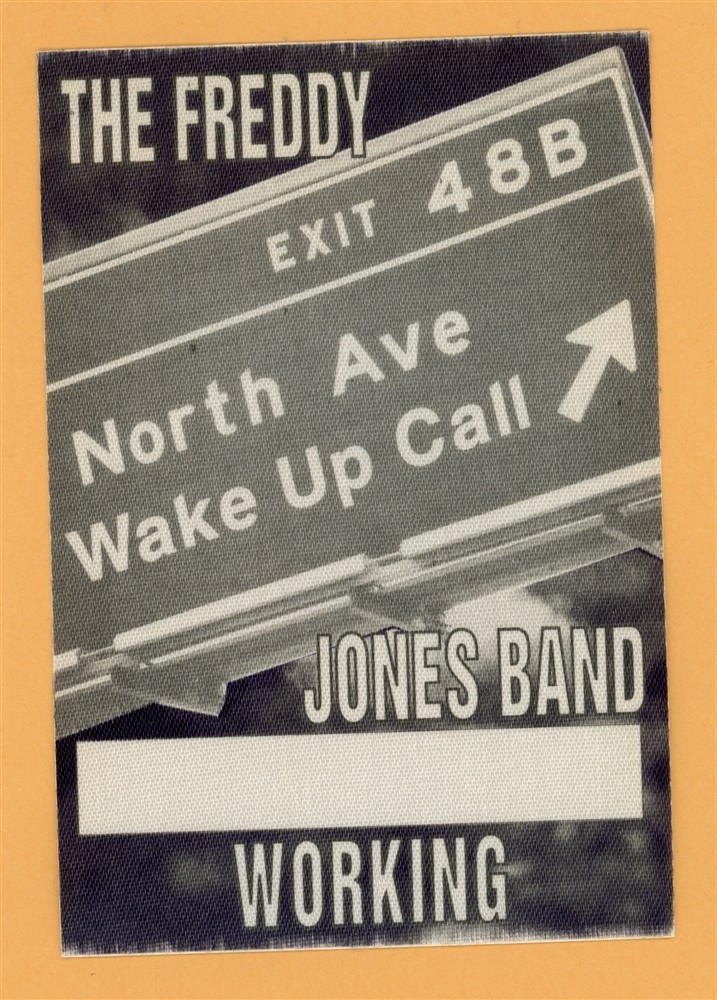 THE FREDDY
EXIT 48B
North Ave
Wake Up Call
JONES BAND
WORKING